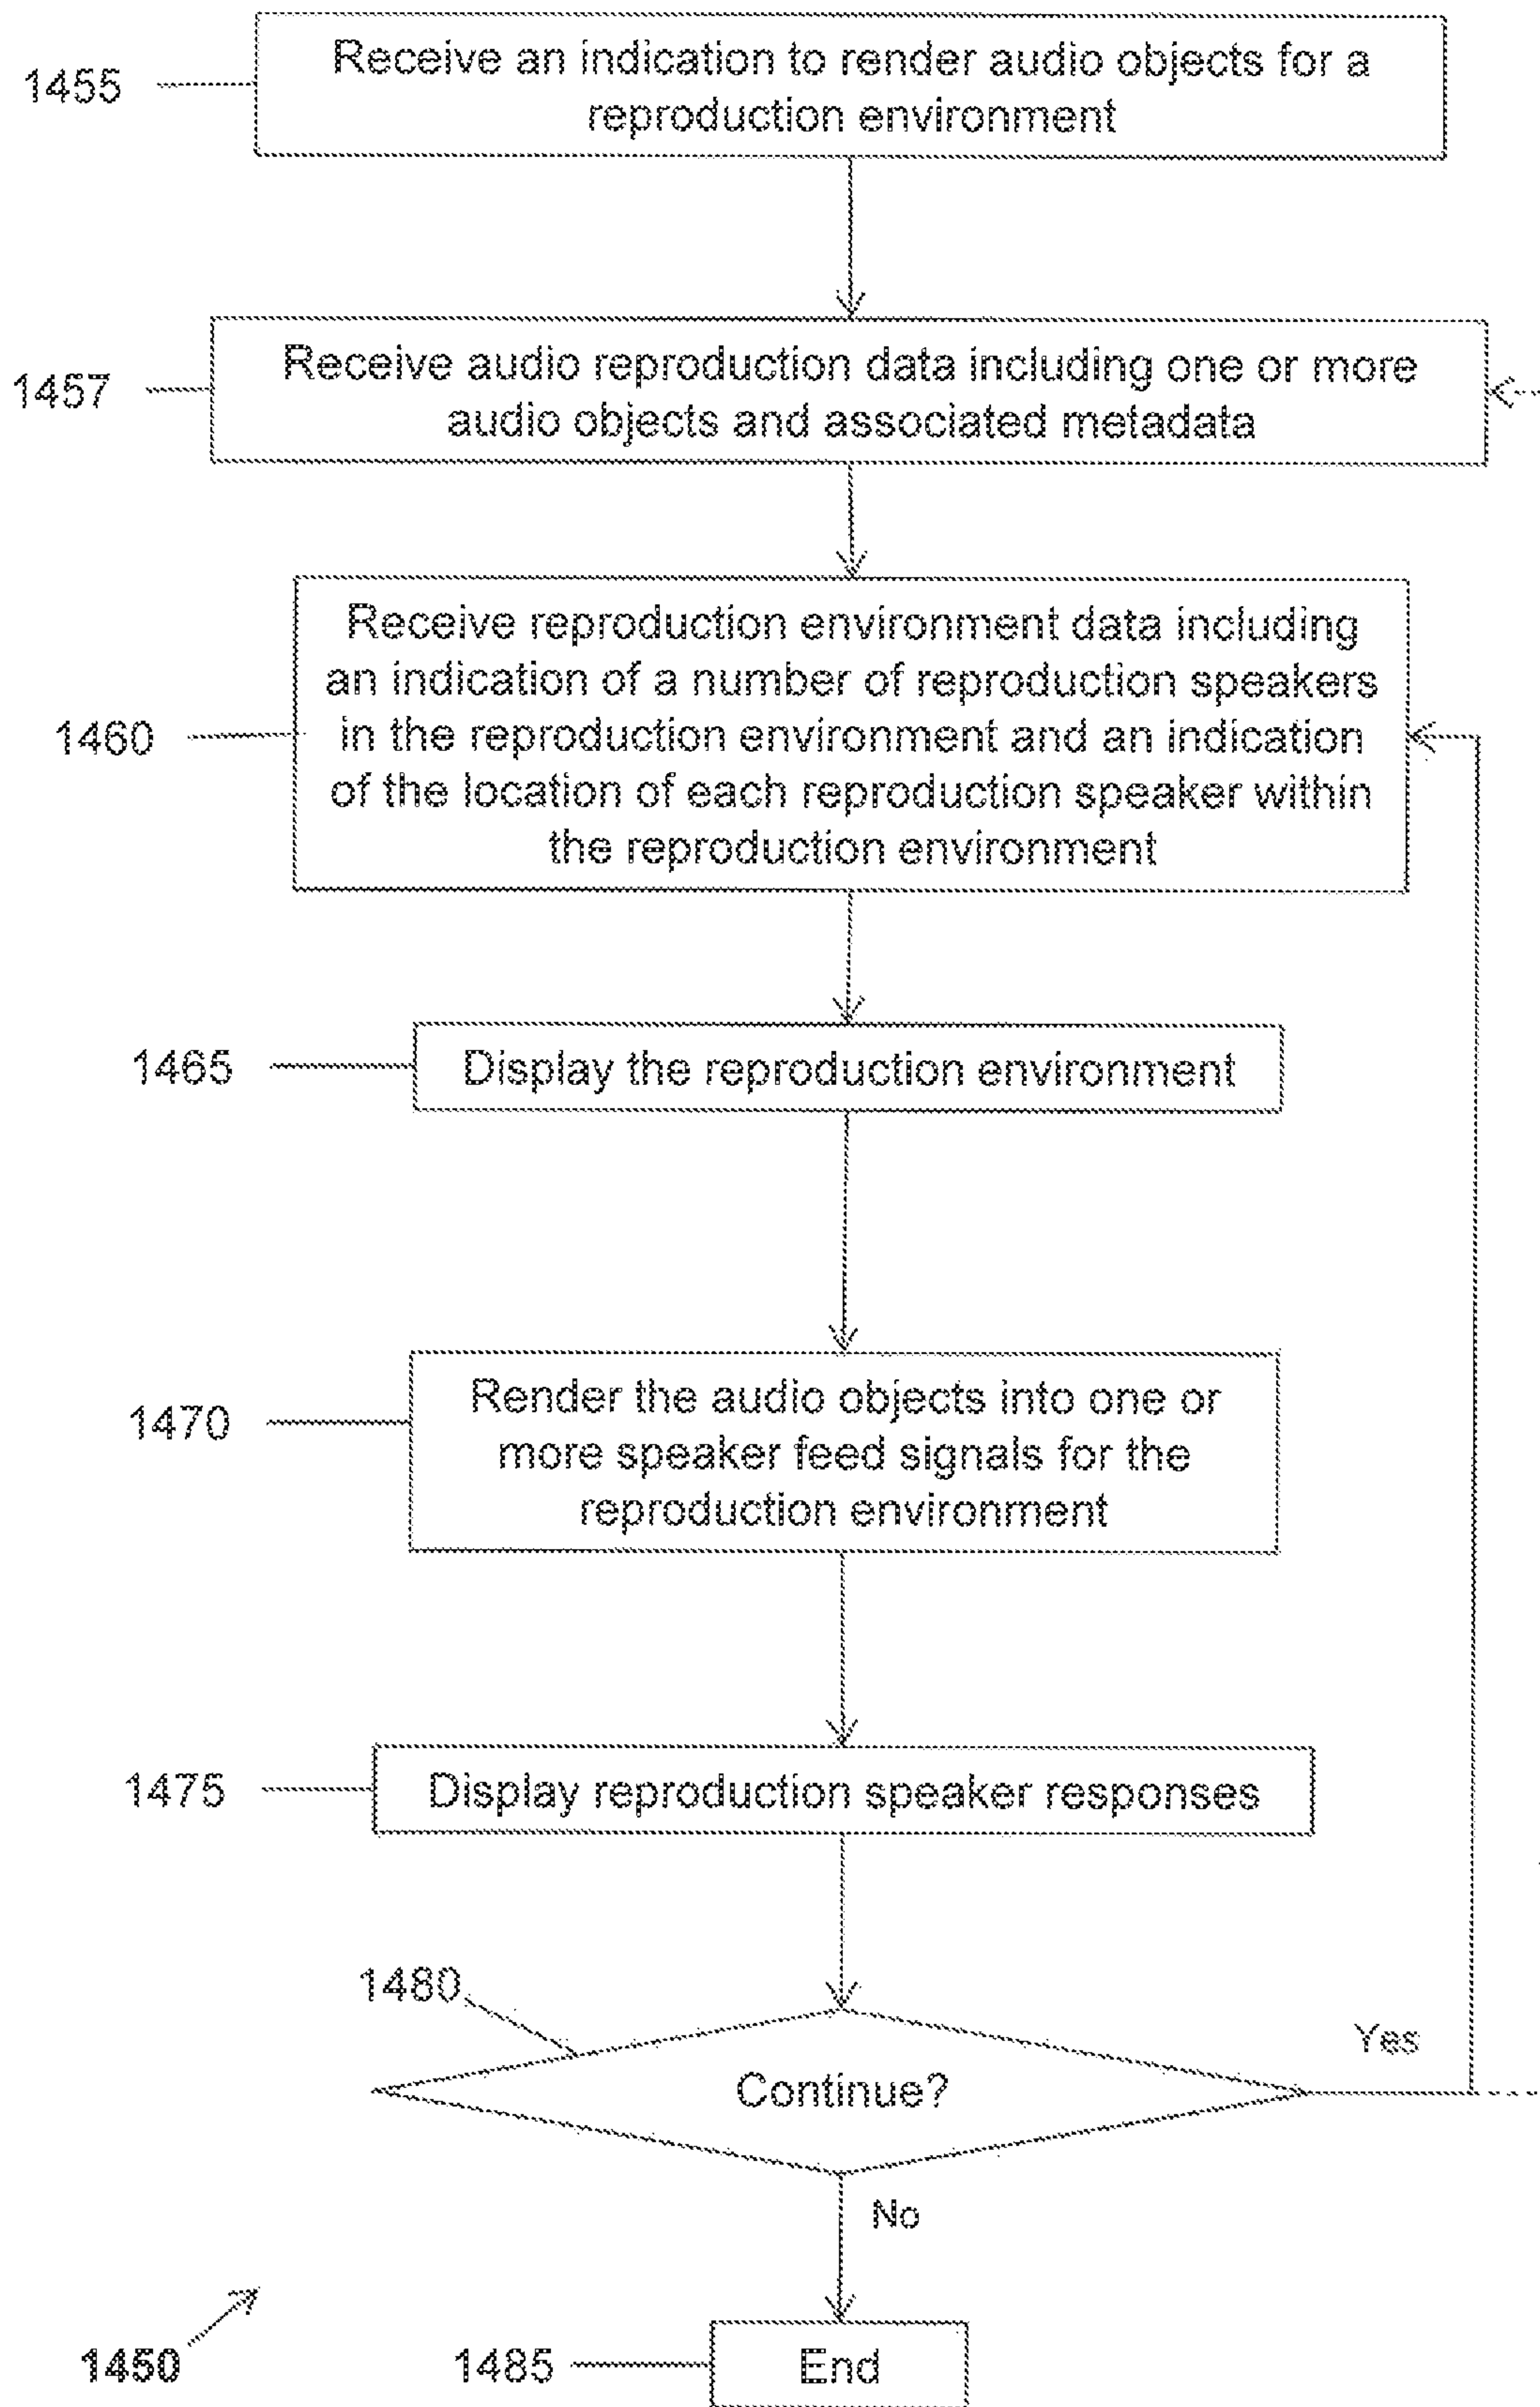 1455
Receive an indication to render audio objects for a
reproduction environment
1457
Receive audio reproduction data including one or more
audio objects and associated metadata
1460
Receive reproduction environment data including
an indication of a number of reproduction speakers
in the reproduction environment and an indication
of the location of each reproduction speaker within
the reproduction environment
1465
Display the reproduction environment
1470
Render the audio objects into one or
more speaker feed signals for the
reproduction environment
1475
Display reproduction speaker responses
1480
Continue?
Yes
No
1450
1485
End